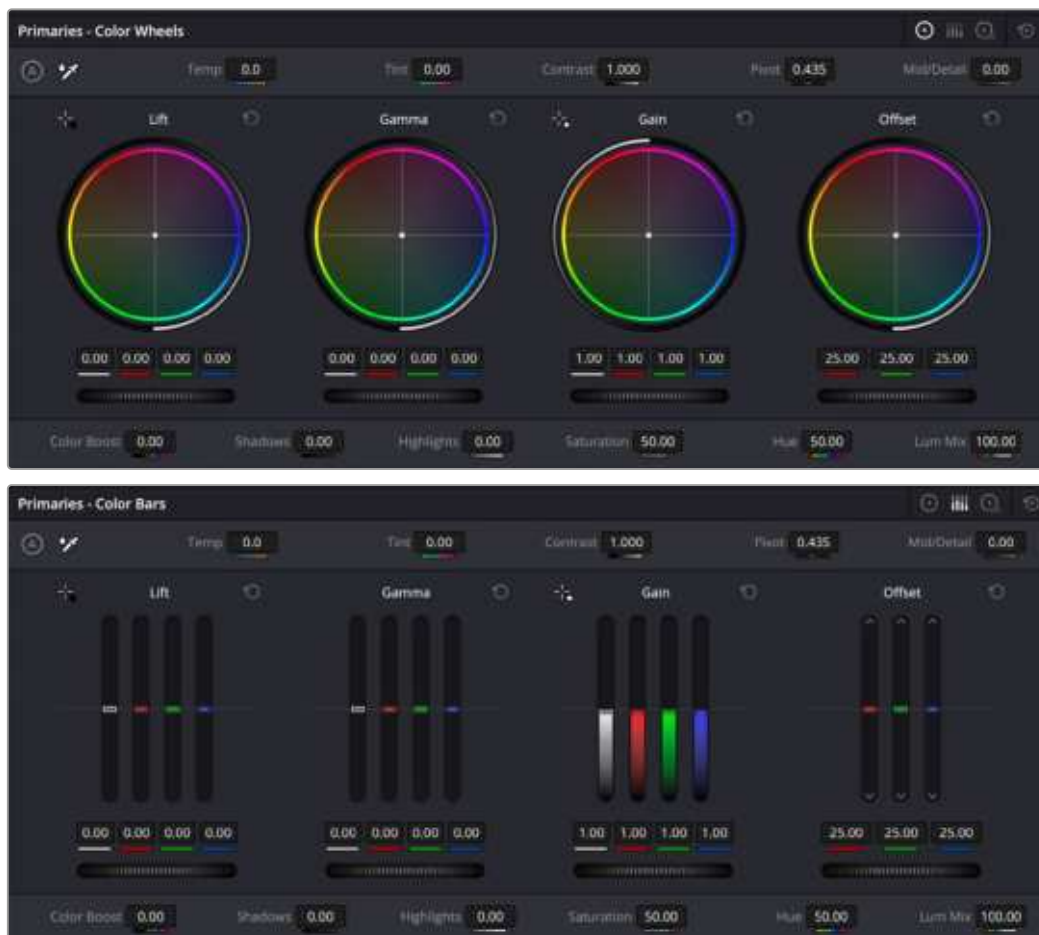 Primaries - Color Wheels
Temp 0.0 Tint 0.00 Contrast 1.000 Pivot 0.435 Mid/Detail 0.00
Lift Gamma Gain Offset
0.00 0.00 0.00 0.00 0.00 0.00 0.00 0.00 1.00 1.00 1.00 1.00 25.00 25.00 25.00
Color Boost 0.00 Shadows 0.00 Highlights 0.00 Saturation 50.00 Hue 50.00 Lum Mix 100.00
Primaries - Color Bars
Temp 0.0 Tint 0.00 Contrast 1.000 Pivot 0.435 Mid/Detail 0.00
Lift Gamma Gain Offset
0.00 0.00 0.00 0.00 0.00 0.00 0.00 0.00 1.00 1.00 1.00 1.00 25.00 25.00 25.00
Color Boost 0.00 Shadows 0.00 Highlights 0.00 Saturation 50.00 Hue 50.00 Lum Mix 100.00